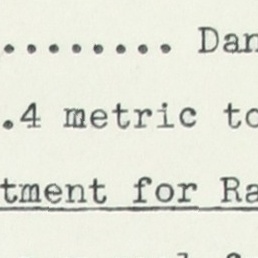 ........ Dan
.4 metric to
tment for Ra